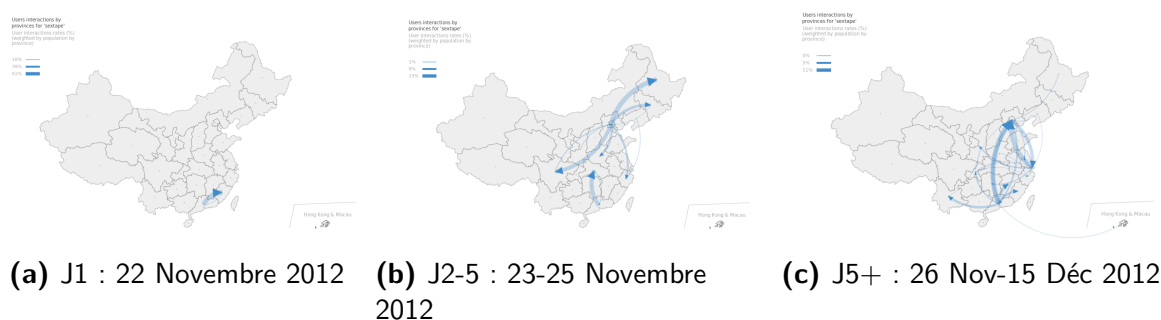 Users interactions by
provinces for 'sextape'
User interactions rates (%)
(weighted by population by
province)
Hong Kong & Macau
Users interactions by
provinces for 'sextape'
User interactions rates (%)
(weighted by population by
province)
1%
9%
19%
Hong Kong & Macau
Users interactions by
provinces for 'sextape'
User interactions rates (%)
(weighted by population by
province)
Hong Kong & Macau
(a) J1 : 22 Novembre 2012
(b) J2-5 : 23-25 Novembre
2012
(c) J5+ : 26 Nov-15 Déc 2012